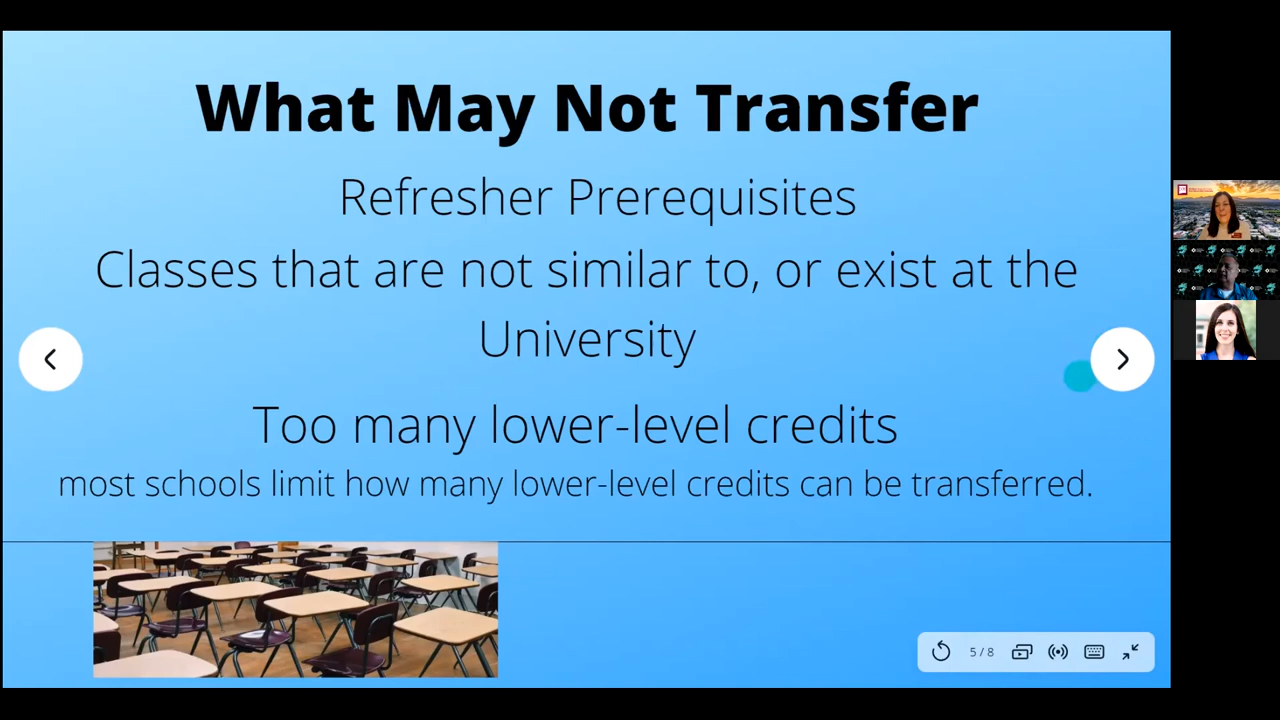 What May Not Transfer
Refresher Prerequisites
Classes that are not similar to, or exist at the
University
Too many lower-level credits
most schools limit how many lower-level credits can be transferred.
5 / 8